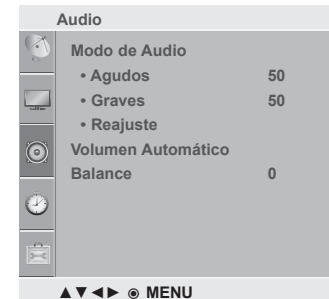 Audio
Modo de Audio
• Agudos 50
• Graves 50
• Reajuste
Volumen Automático
Balance 0
▲▼◄► ◉ MENU